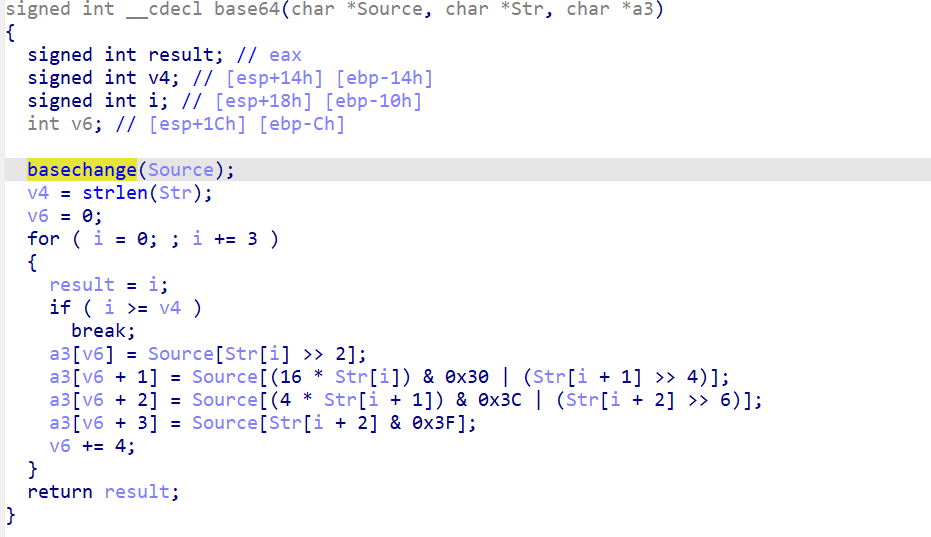 signed int __cdecl base64(char *Source, char *Str, char *a3)
{
  signed int result; // eax
  signed int v4; // [esp+14h] [ebp-14h]
  signed int i; // [esp+18h] [ebp-10h]
  int v6; // [esp+1Ch] [ebp-Ch]

  basechange(Source);
  v4 = strlen(Str);
  v6 = 0;
  for ( i = 0; ; i += 3 )
  {
    result = i;
    if ( i >= v4 )
      break;
    a3[v6] = Source[Str[i] >> 2];
    a3[v6 + 1] = Source[(16 * Str[i]) & 0x30 | (Str[i + 1] >> 4)];
    a3[v6 + 2] = Source[(4 * Str[i + 1]) & 0x3C | (Str[i + 2] >> 6)];
    a3[v6 + 3] = Source[Str[i + 2] & 0x3F];
    v6 += 4;
  }
  return result;
}